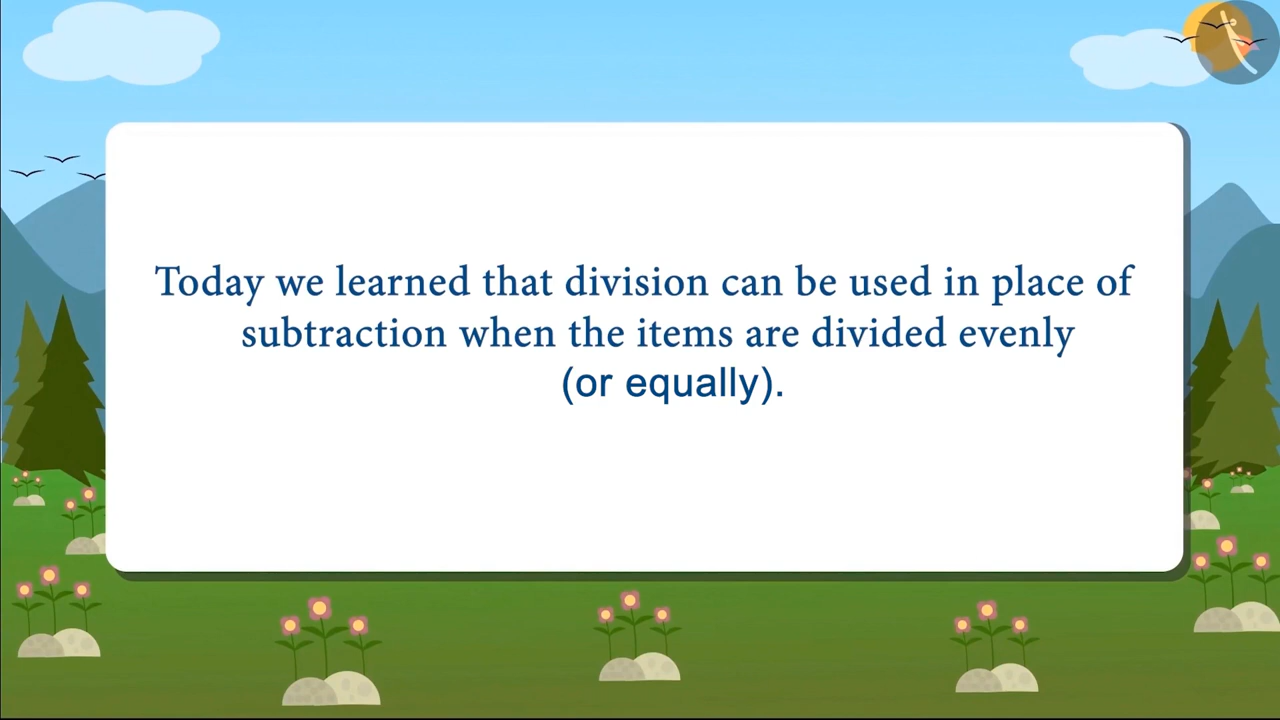 Today we learned that division can be used in place of
subtraction when the items are divided evenly
(or equally).